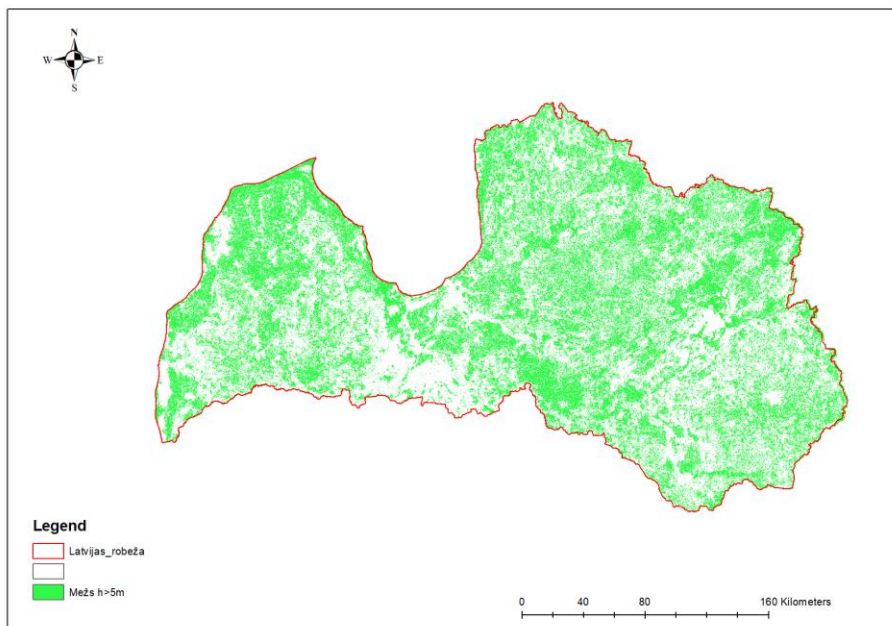 N
W E
S
Legend
Latvijas_robeža
Mežs h>5m
0 40 80 160 Kilometers